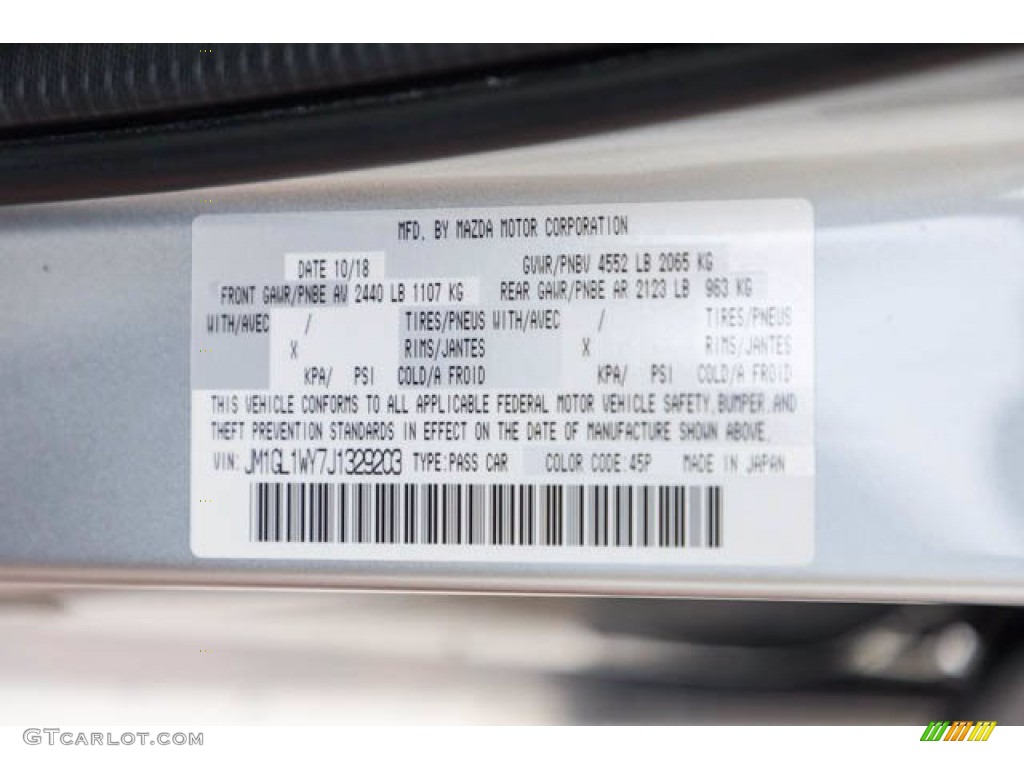 MFD. BY MAZDA MOTOR CORPORATION
DATE 10/18 GVWR/PNBV 4552 LB 2065 KG
FRONT GAWR/PNBE AV 2440 LB 1107 KG REAR GAWR/PNBE AR 2123 LB 963 KG
WITH/AVEC / TIRES/PNEUS WITH/AVEC / TIRES/PNEUS
X RIMS/JANTES X RIMS/JANTES
KPA/ PSI COLD/A FROID KPA/ PSI COLD/A FROID
THIS VEHICLE CONFORMS TO ALL APPLICABLE FEDERAL MOTOR VEHICLE SAFETY, BUMPER, AND
THEFT PREVENTION STANDARDS IN EFFECT ON THE DATE OF MANUFACTURE SHOWN ABOVE.
VIN: JM1GL1WY7J1329203 TYPE:PASS CAR COLOR CODE:45P MADE IN JAPAN
GTCARLOT.COM